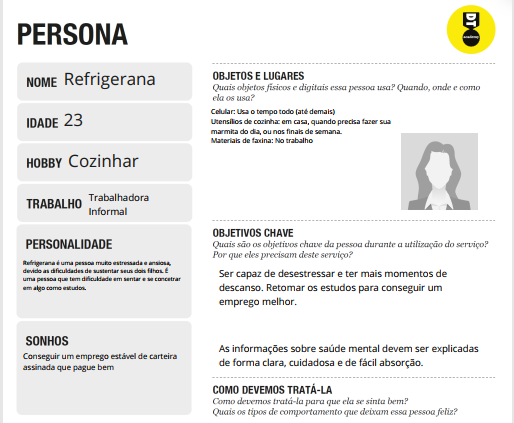 PERSONA
DT
academy
NOME Refrigerana
IDADE 23
HOBBY Cozinhar
TRABALHO Trabalhadora
Informal
PERSONALIDADE
Refrigerana é uma pessoa muito estressada e ansiosa,
devido as dificuldades de sustentar seus dois filhos. É
uma pessoa que tem dificuldade em sentar e se concetrar
em algo como estudos.
SONHOS
Conseguir um emprego estável de carteira
assinada que pague bem
OBJETOS E LUGARES
Quais objetos físicos e digitais essa pessoa usa? Quando, onde e como
ela os usa?
Celular: Usa o tempo todo (até demais)
Utensílios de cozinha: em casa, quando precisa fazer sua
marmita do dia, ou nos finais de semana.
Materiais de faxina: No trabalho
OBJETIVOS CHAVE
Quais são os objetivos chave da pessoa durante a utilização do serviço?
Por que eles precisam deste serviço?
Ser capaz de desestressar e ter mais momentos de
descanso. Retomar os estudos para conseguir um
emprego melhor.
As informações sobre saúde mental devem ser explicadas
de forma clara, cuidadosa e de fácil absorção.
COMO DEVEMOS TRATÁ-LA
Como devemos tratá-la para que ela se sinta bem?
Quais os tipos de comportamento que deixam essa pessoa feliz?